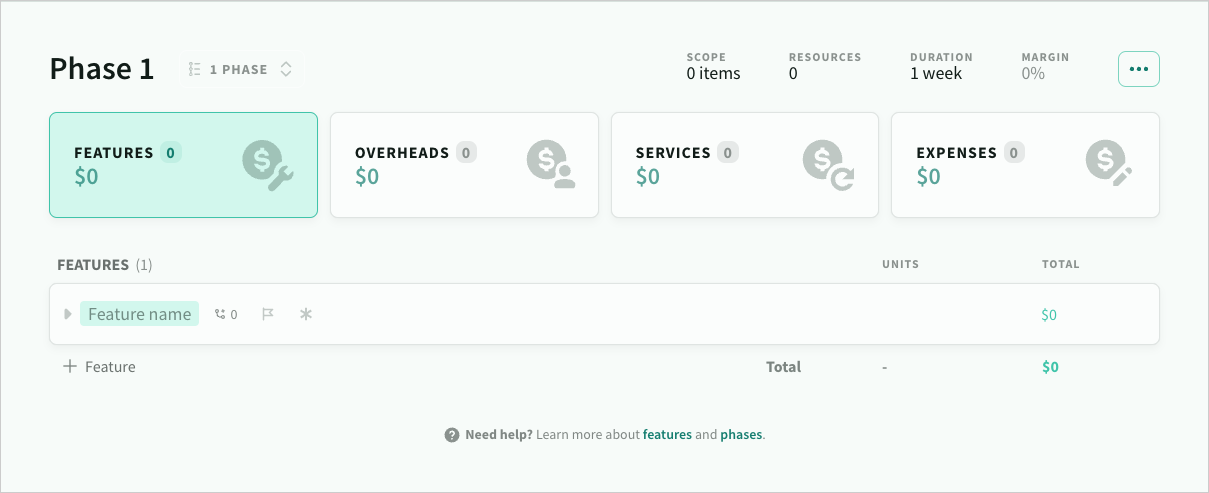 Phase 1
1 PHASE
SCOPE
0 items
RESOURCES
0
DURATION
1 week
MARGIN
0%
FEATURES 0
$0
OVERHEADS 0
$0
SERVICES 0
$0
EXPENSES 0
$0
FEATURES (1)
UNITS
TOTAL
Feature name
0
$0
Feature
Total
-
$0
Need help? Learn more about features and phases.